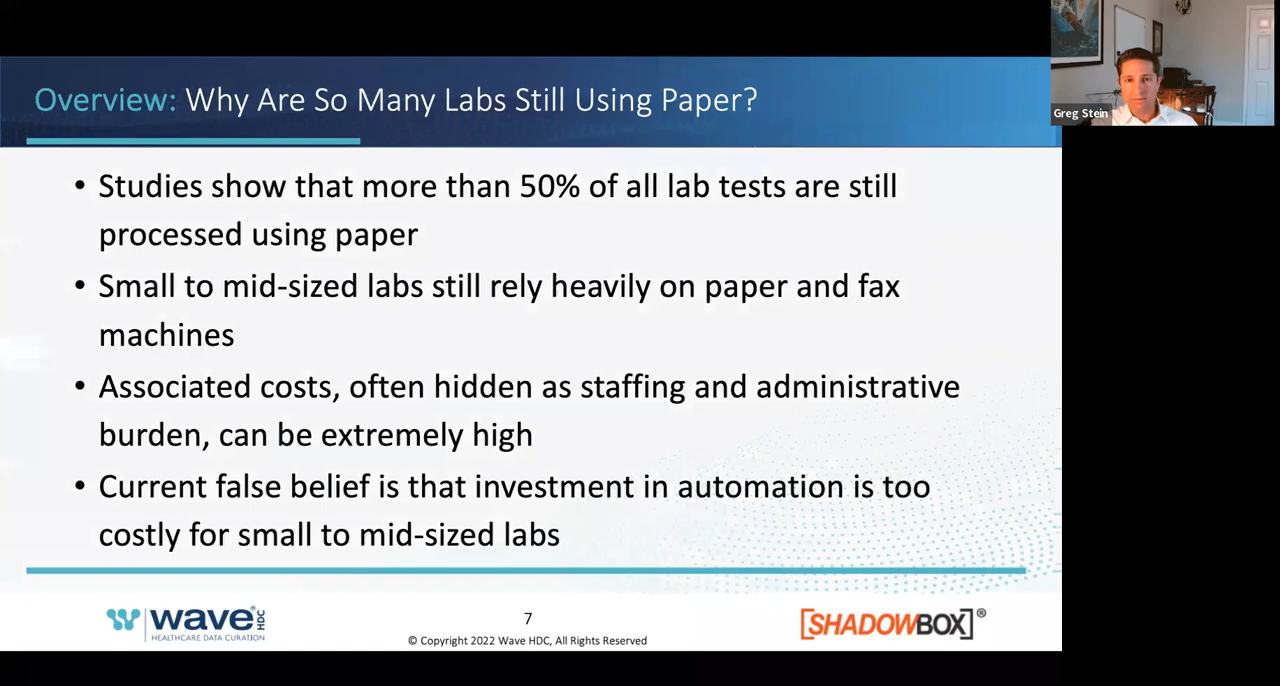 Overview: Why Are So Many Labs Still Using Paper?
Greg Stein
• Studies show that more than 50% of all lab tests are still
processed using paper
• Small to mid-sized labs still rely heavily on paper and fax
machines
• Associated costs, often hidden as staffing and administrative
burden, can be extremely high
• Current false belief is that investment in automation is too
costly for small to mid-sized labs
wave HDC®
HEALTHCARE DATA CURATION
7
© Copyright 2022 Wave HDC, All Rights Reserved
[SHADOWBOX]®